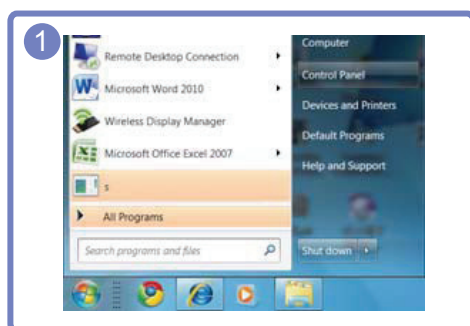 1
Remote Desktop Connection
Microsoft Word 2010
Wireless Display Manager
Microsoft Office Excel 2007
s
All Programs
Search programs and files
Computer
Control Panel
Devices and Printers
Default Programs
Help and Support
Shut down